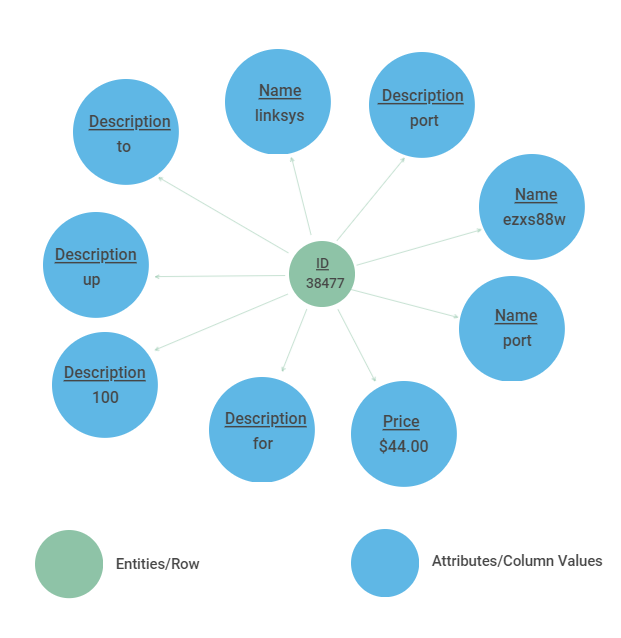 Name
linksys
Description
port
Description
to
Name
ezxs88w
Description
up
ID
38477
Name
port
Description
100
Description
for
Price
$44.00
Entities/Row
Attributes/Column Values